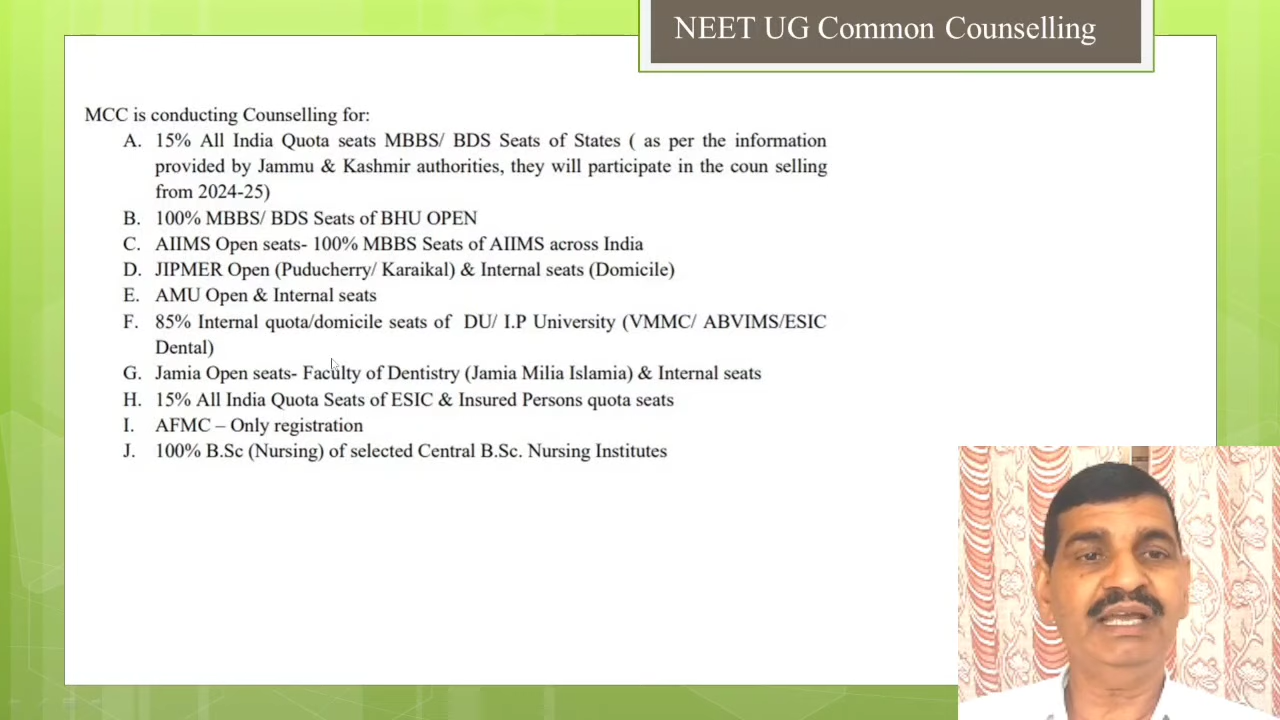 NEET UG Common Counselling
MCC is conducting Counselling for:
A. 15% All India Quota seats MBBS/ BDS Seats of States ( as per the information
provided by Jammu & Kashmir authorities, they will participate in the coun selling
from 2024-25)
B. 100% MBBS/ BDS Seats of BHU OPEN
C. AIIMS Open seats- 100% MBBS Seats of AIIMS across India
D. JIPMER Open (Puducherry/ Karaikal) & Internal seats (Domicile)
E. AMU Open & Internal seats
F. 85% Internal quota/domicile seats of DU/ I.P University (VMMC/ ABVIMS/ESIC
Dental)
G. Jamia Open seats- Faculty of Dentistry (Jamia Milia Islamia) & Internal seats
H. 15% All India Quota Seats of ESIC & Insured Persons quota seats
I. AFMC – Only registration
J. 100% B.Sc (Nursing) of selected Central B.Sc. Nursing Institutes